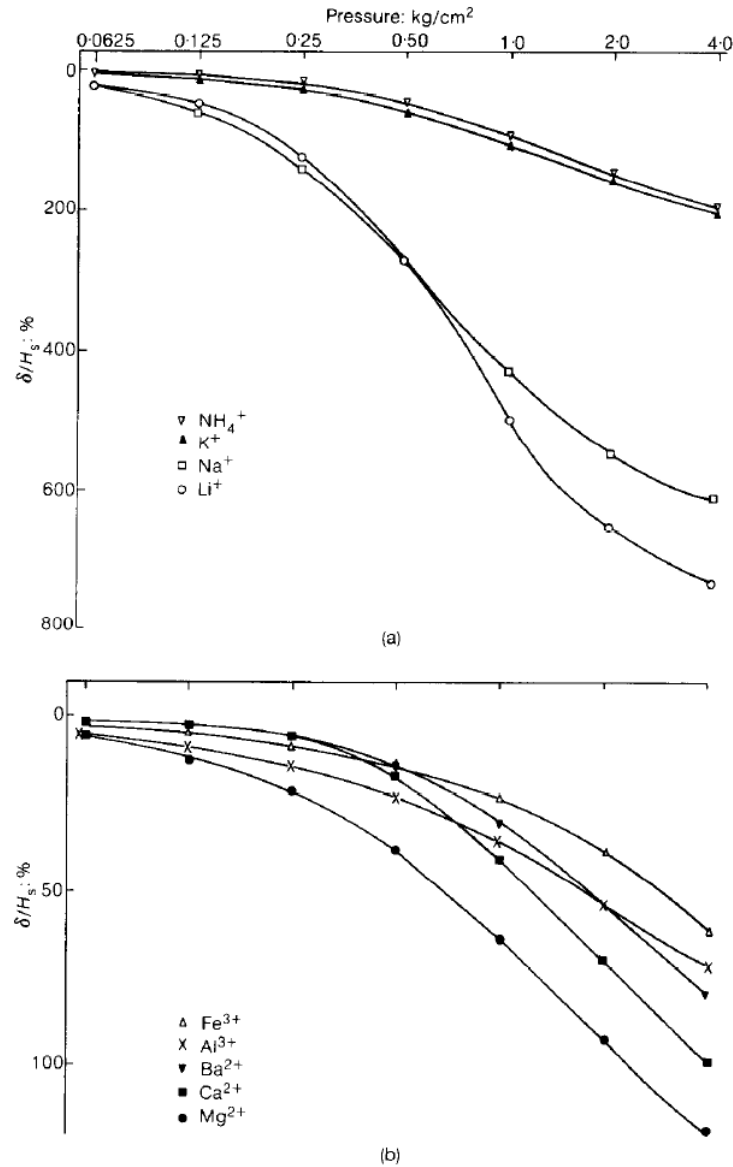 Pressure: kg/cm²
0·0625 0·125 0·25 0·50 1·0 2·0 4·0
0
200
400
600
800
δ/Hₛ: %
NH₄⁺
K⁺
Na⁺
Li⁺
(a)
0
50
100
δ/Hₛ: %
Fe³⁺
Al³⁺
Ba²⁺
Ca²⁺
Mg²⁺
(b)